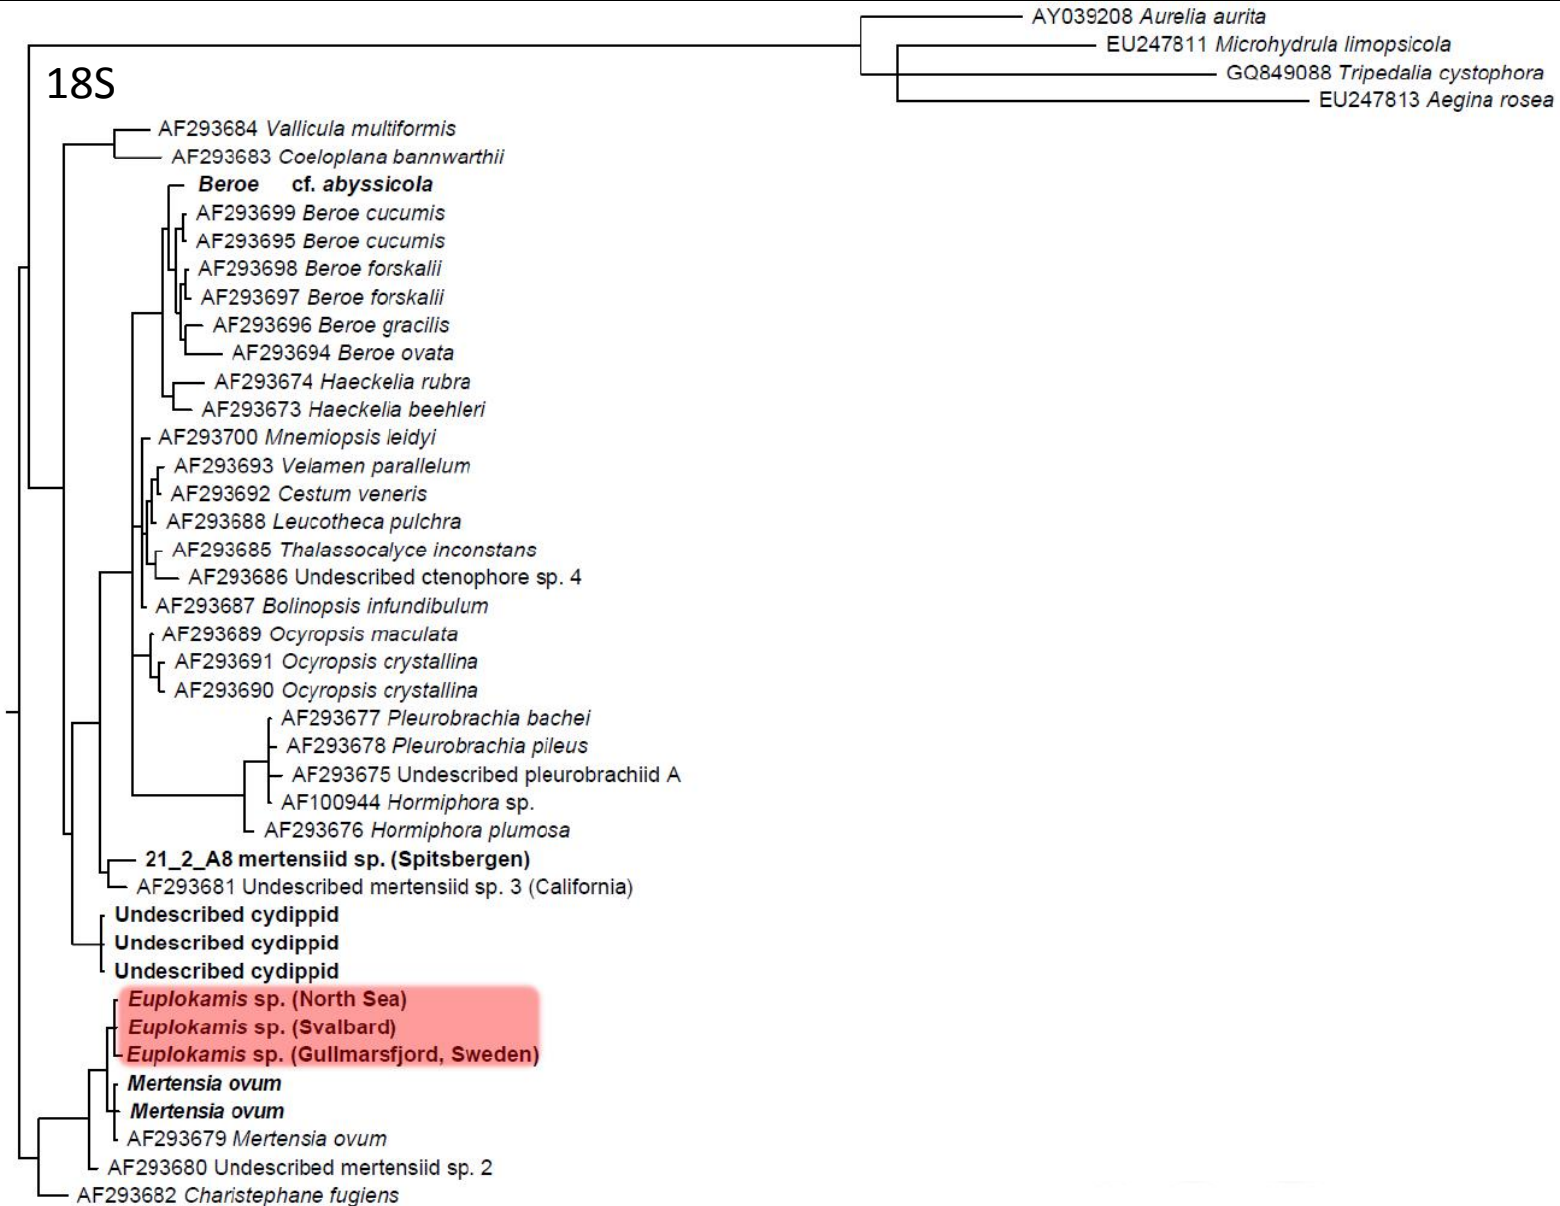 AY039208 Aurelia aurita
EU247811 Microhydrula limopsicola
18S
GQ849088 Tripedalia cystophora
EU247813 Aegina rosea
AF293684 Vallicula multiformis
AF293683 Coeloplana bannwarthii
Beroe cf. abyssicola
AF293699 Beroe cucumis
AF293695 Beroe cucumis
AF293698 Beroe forskalii
AF293697 Beroe forskalii
AF293696 Beroe gracilis
AF293694 Beroe ovata
AF293674 Haeckelia rubra
AF293673 Haeckelia beehleri
AF293700 Mnemiopsis leidyi
AF293693 Velamen parallelum
AF293692 Cestum veneris
AF293688 Leucotheca pulchra
AF293685 Thalassocalyce inconstans
AF293686 Undescribed ctenophore sp. 4
AF293687 Bolinopsis infundibulum
AF293689 Ocyropsis maculata
AF293691 Ocyropsis crystallina
AF293690 Ocyropsis crystallina
AF293677 Pleurobrachia bachei
AF293678 Pleurobrachia pileus
AF293675 Undescribed pleurobrachiid A
AF100944 Hormiphora sp.
AF293676 Hormiphora plumosa
21_2_A8 mertensiid sp. (Spitsbergen)
AF293681 Undescribed mertensiid sp. 3 (California)
Undescribed cydippid
Undescribed cydippid
Undescribed cydippid
Euplokamis sp. (North Sea)
Euplokamis sp. (Svalbard)
Euplokamis sp. (Gullmarsfjord, Sweden)
Mertensia ovum
Mertensia ovum
AF293679 Mertensia ovum
AF293680 Undescribed mertensiid sp. 2
AF293682 Charistephane fugiens